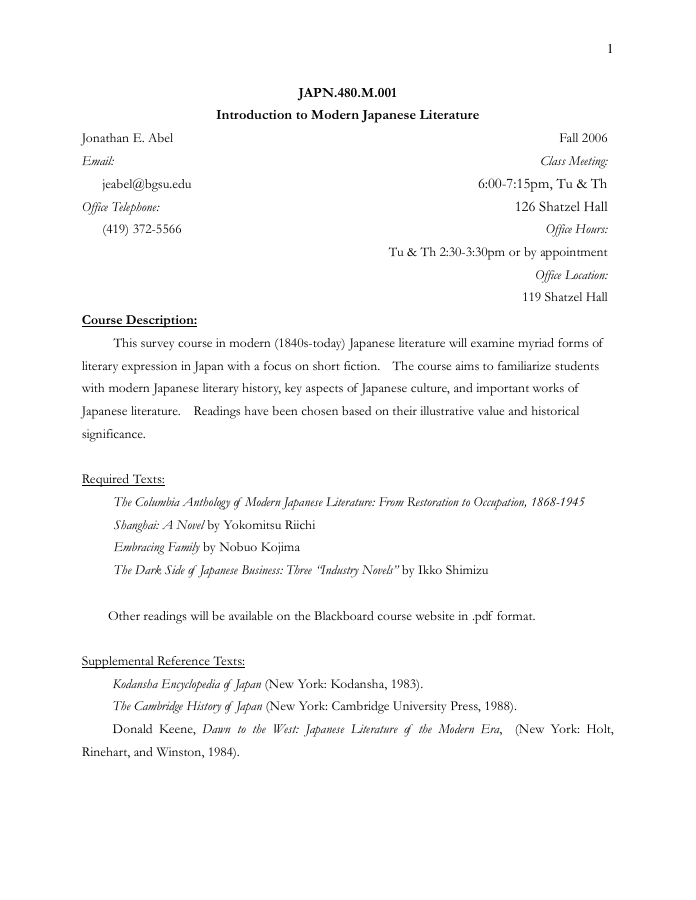 1
JAPN.480.M.001
Introduction to Modern Japanese Literature
Jonathan E. Abel Fall 2006
Email: Class Meeting:
jeabel@bgsu.edu 6:00-7:15pm, Tu & Th
Office Telephone: 126 Shatzel Hall
(419) 372-5566 Office Hours:
Tu & Th 2:30-3:30pm or by appointment
Office Location:
119 Shatzel Hall
Course Description:
This survey course in modern (1840s-today) Japanese literature will examine myriad forms of
literary expression in Japan with a focus on short fiction. The course aims to familiarize students
with modern Japanese literary history, key aspects of Japanese culture, and important works of
Japanese literature. Readings have been chosen based on their illustrative value and historical
significance.
Required Texts:
The Columbia Anthology of Modern Japanese Literature: From Restoration to Occupation, 1868-1945
Shanghai: A Novel by Yokomitsu Riichi
Embracing Family by Nobuo Kojima
The Dark Side of Japanese Business: Three “Industry Novels” by Ikko Shimizu
Other readings will be available on the Blackboard course website in .pdf format.
Supplemental Reference Texts:
Kodansha Encyclopedia of Japan (New York: Kodansha, 1983).
The Cambridge History of Japan (New York: Cambridge University Press, 1988).
Donald Keene, Dawn to the West: Japanese Literature of the Modern Era, (New York: Holt,
Rinehart, and Winston, 1984).